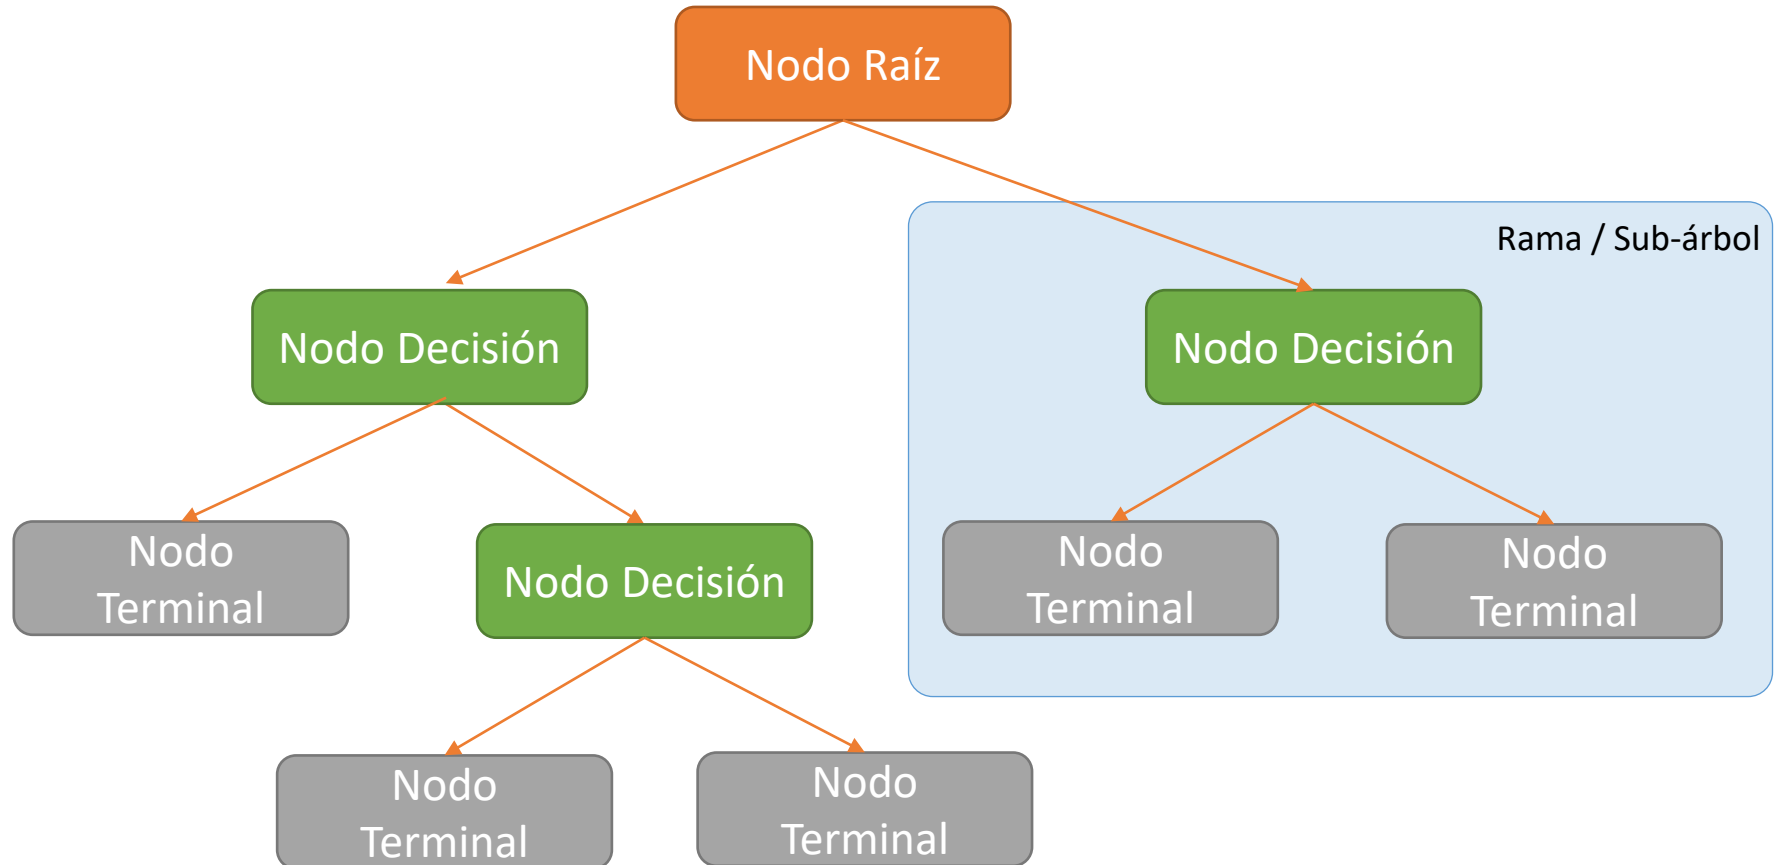 Nodo Raíz
Rama / Sub-árbol
Nodo Decisión
Nodo Decisión
Nodo
Terminal
Nodo Decisión
Nodo
Terminal
Nodo
Terminal
Nodo
Terminal
Nodo
Terminal